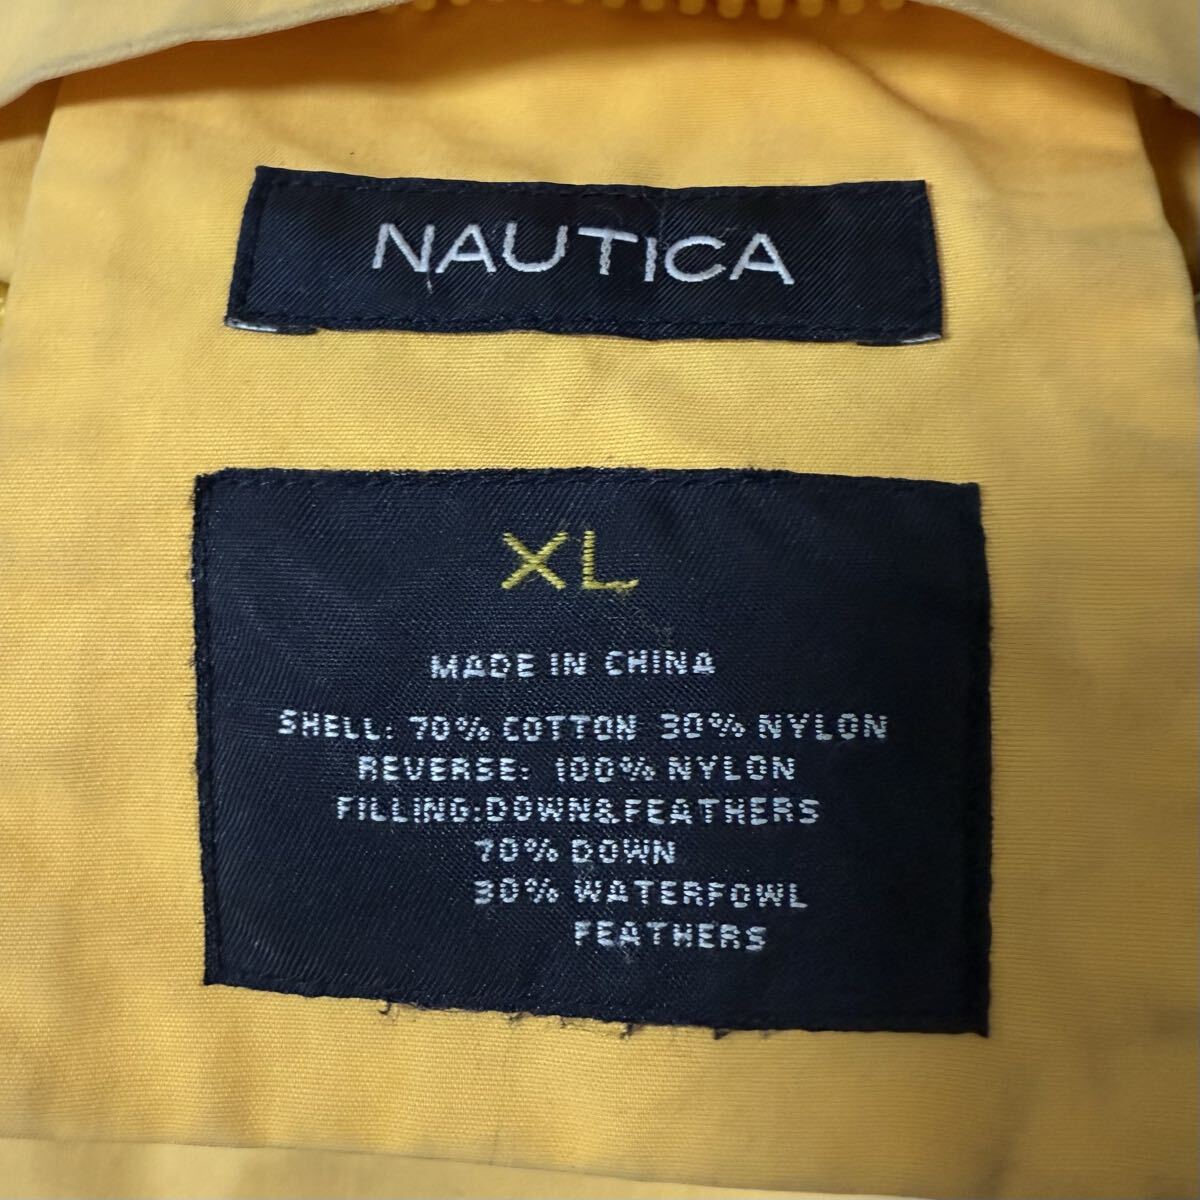 NAUTICA
XL
MADE IN CHINA
SHELL: 70% COTTON 30% NYLON
REVERSE: 100% NYLON
FILLING:DOWN&FEATHERS
70% DOWN
30% WATERFOWL
FEATHERS